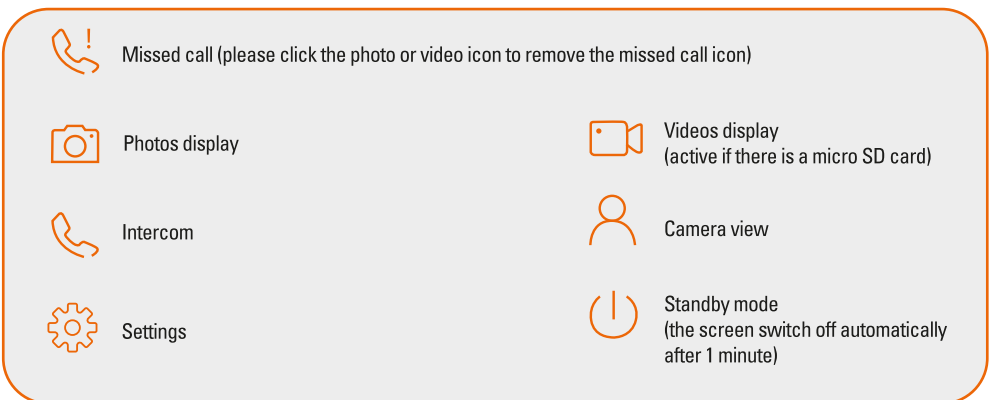 Missed call (please click the photo or video icon to remove the missed call icon)
Photos display
Videos display
(active if there is a micro SD card)
Intercom
Camera view
Settings
Standby mode
(the screen switch off automatically
after 1 minute)